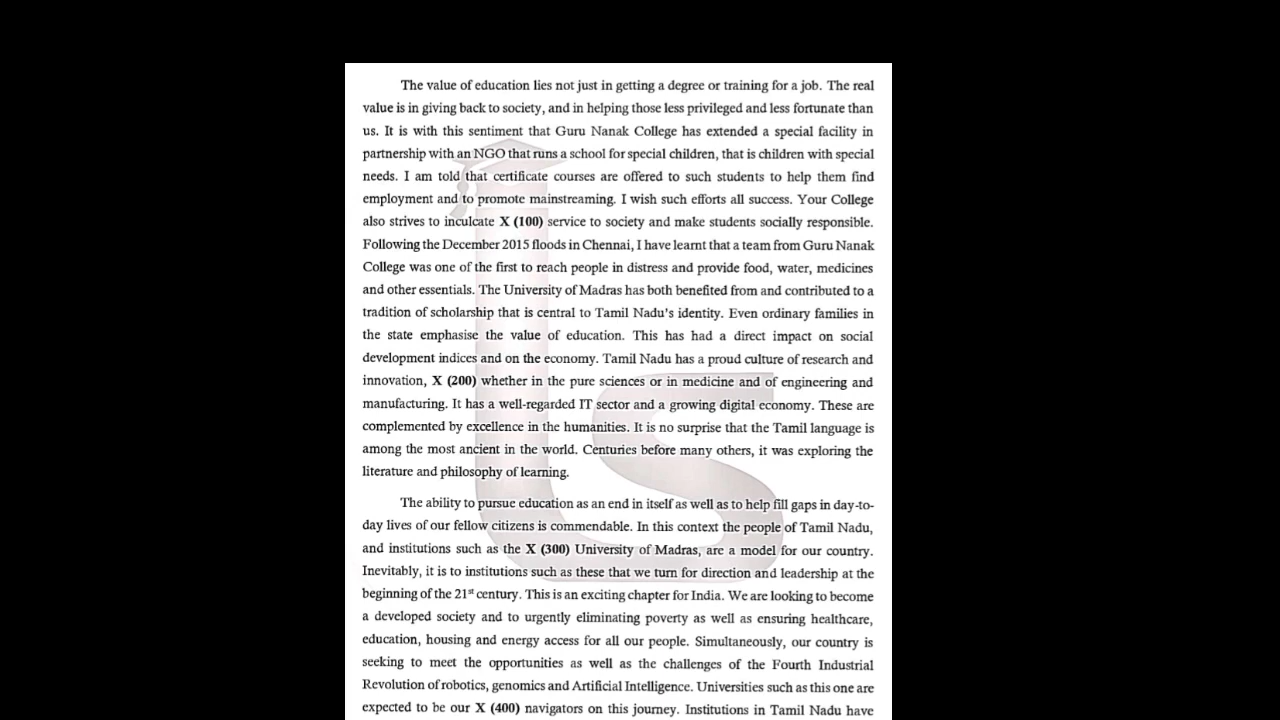 The value of education lies not just in getting a degree or training for a job. The real
value is in giving back to society, and in helping those less privileged and less fortunate than
us. It is with this sentiment that Guru Nanak College has extended a special facility in
partnership with an NGO that runs a school for special children, that is children with special
needs. I am told that certificate courses are offered to such students to help them find
employment and to promote mainstreaming. I wish such efforts all success. Your College
also strives to inculcate X (100) service to society and make students socially responsible.
Following the December 2015 floods in Chennai, I have learnt that a team from Guru Nanak
College was one of the first to reach people in distress and provide food, water, medicines
and other essentials. The University of Madras has both benefited from and contributed to a
tradition of scholarship that is central to Tamil Nadu's identity. Even ordinary families in
the state emphasise the value of education. This has had a direct impact on social
development indices and on the economy. Tamil Nadu has a proud culture of research and
innovation, X (200) whether in the pure sciences or in medicine and of engineering and
manufacturing. It has a well-regarded IT sector and a growing digital economy. These are
complemented by excellence in the humanities. It is no surprise that the Tamil language is
among the most ancient in the world. Centuries before many others, it was exploring the
literature and philosophy of learning.
The ability to pursue education as an end in itself as well as to help fill gaps in day-to-
day lives of our fellow citizens is commendable. In this context the people of Tamil Nadu,
and institutions such as the X (300) University of Madras, are a model for our country.
Inevitably, it is to institutions such as these that we turn for direction and leadership at the
beginning of the 21st century. This is an exciting chapter for India. We are looking to become
a developed society and to urgently eliminating poverty as well as ensuring healthcare,
education, housing and energy access for all our people. Simultaneously, our country is
seeking to meet the opportunities as well as the challenges of the Fourth Industrial
Revolution of robotics, genomics and Artificial Intelligence. Universities such as this one are
expected to be our X (400) navigators on this journey. Institutions in Tamil Nadu have